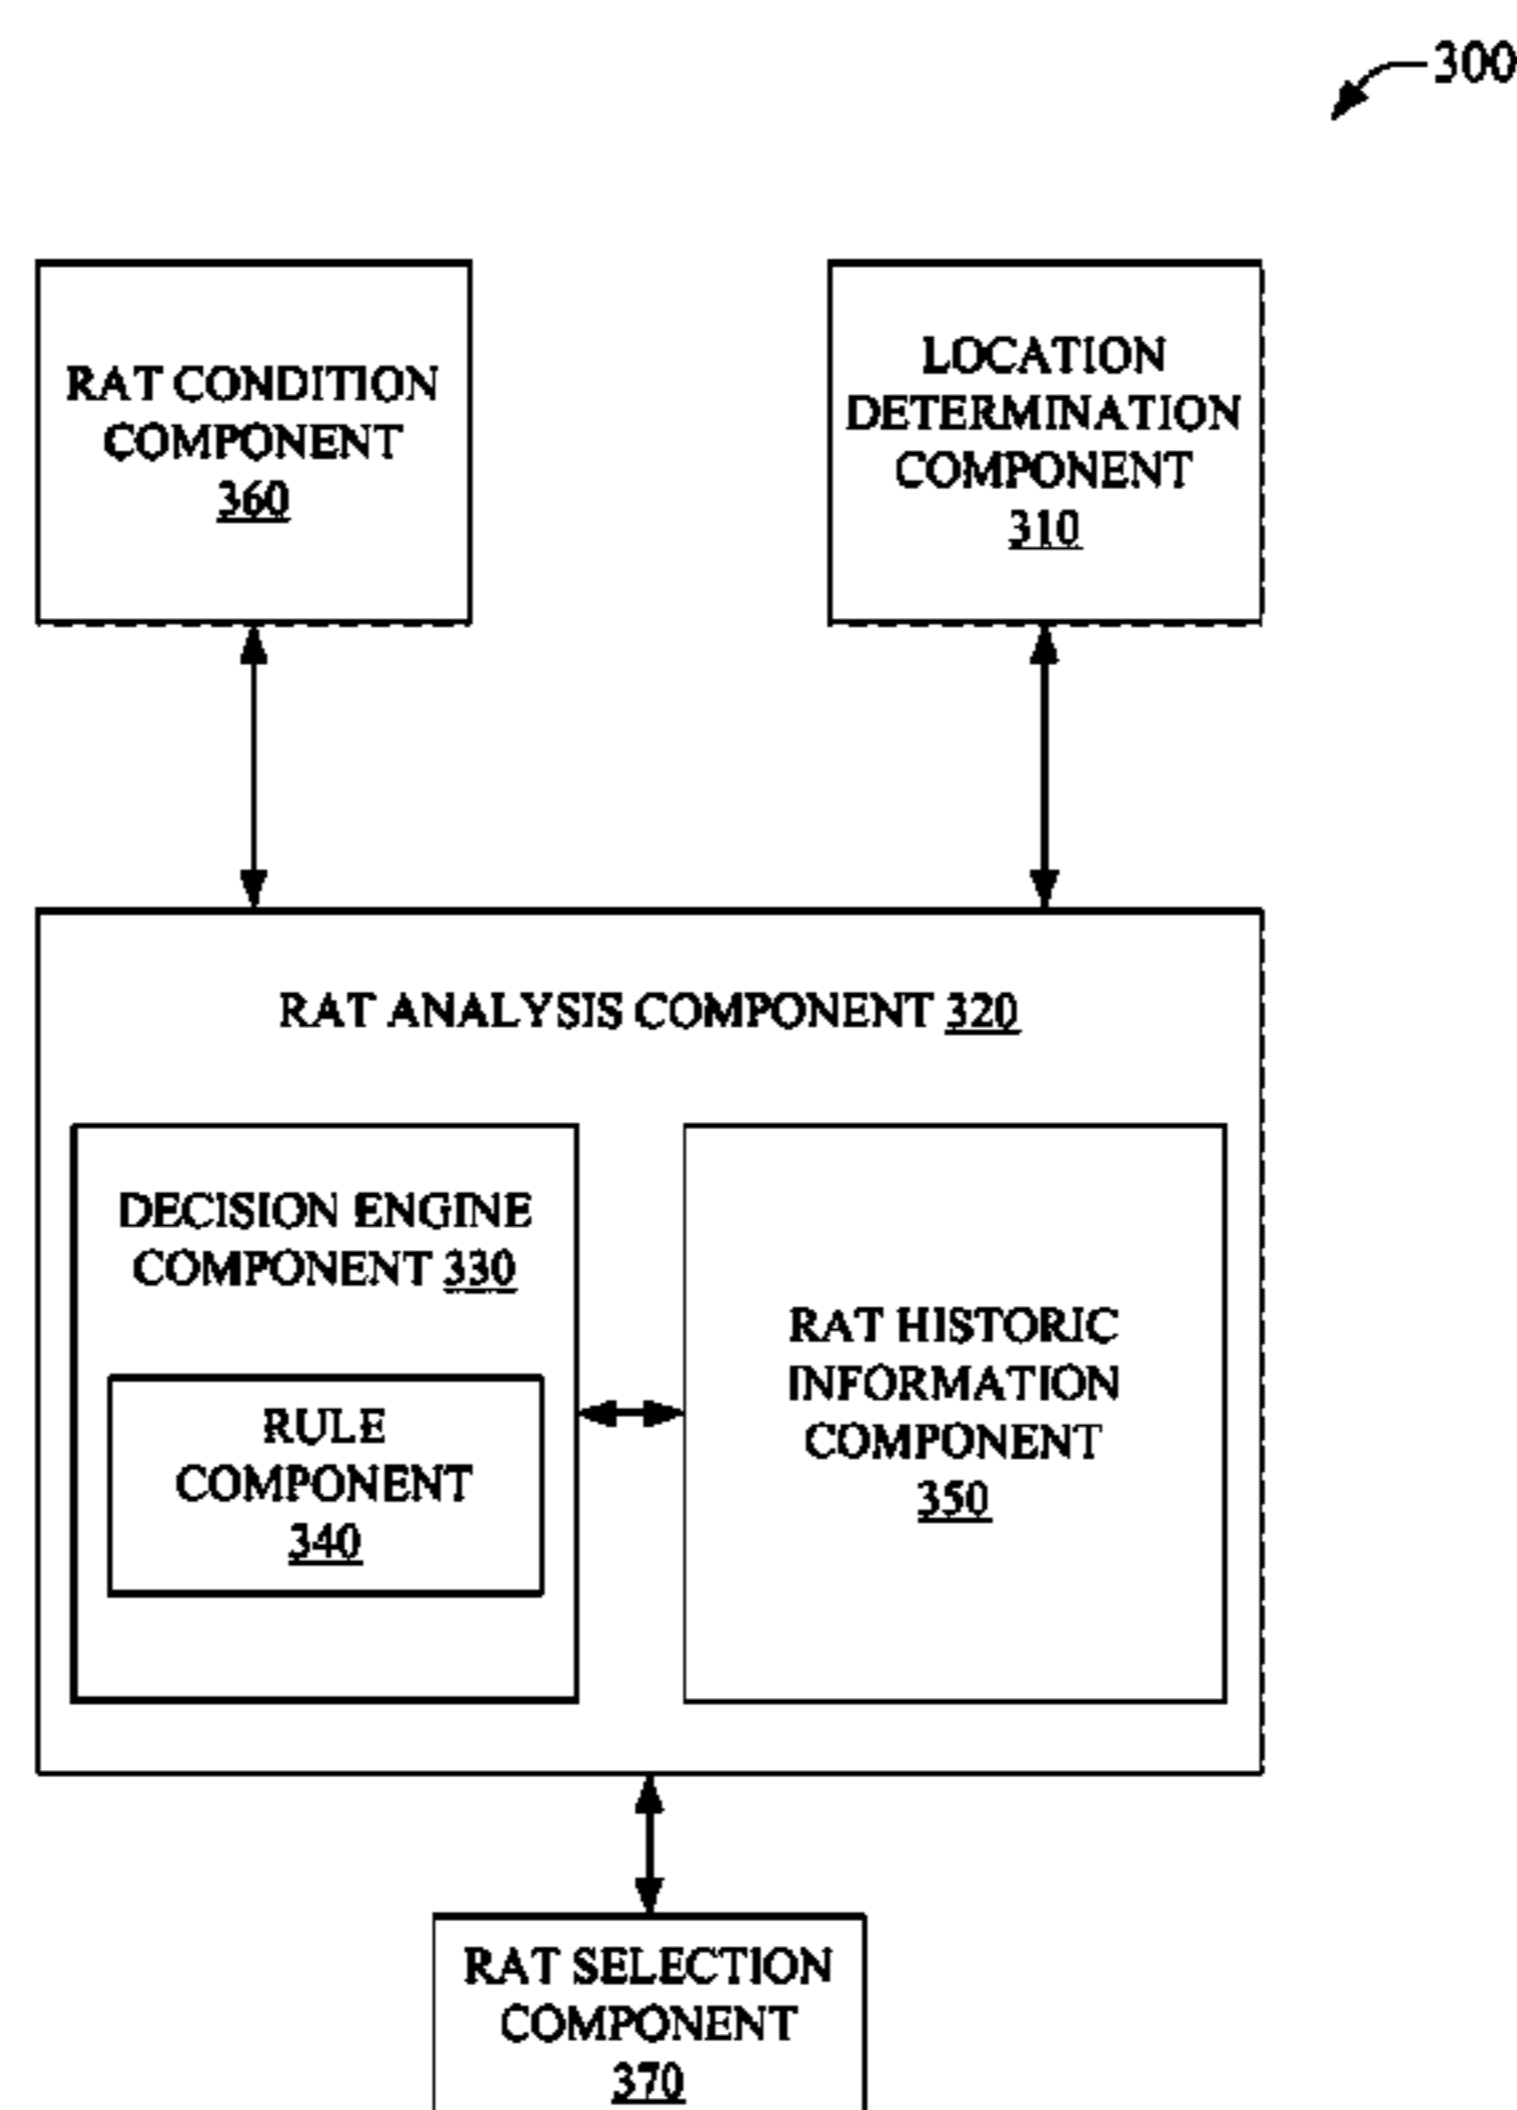 300
RAT CONDITION
COMPONENT
360
LOCATION
DETERMINATION
COMPONENT
310
RAT ANALYSIS COMPONENT 320
DECISION ENGINE
COMPONENT 330
RULE
COMPONENT
340
RAT HISTORIC
INFORMATION
COMPONENT
350
RAT SELECTION
COMPONENT
370